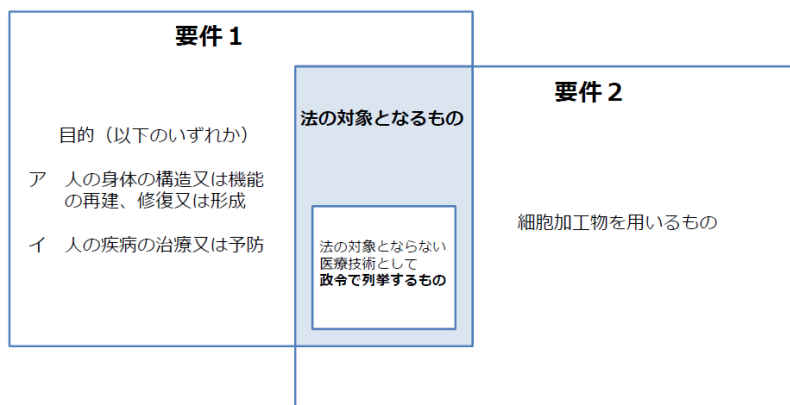 要件１
目的（以下のいずれか）
ア　人の身体の構造又は機能
の再建、修復又は形成
イ　人の疾病の治療又は予防
法の対象となるもの
法の対象とならない
医療技術として
政令で列挙するもの
要件２
細胞加工物を用いるもの